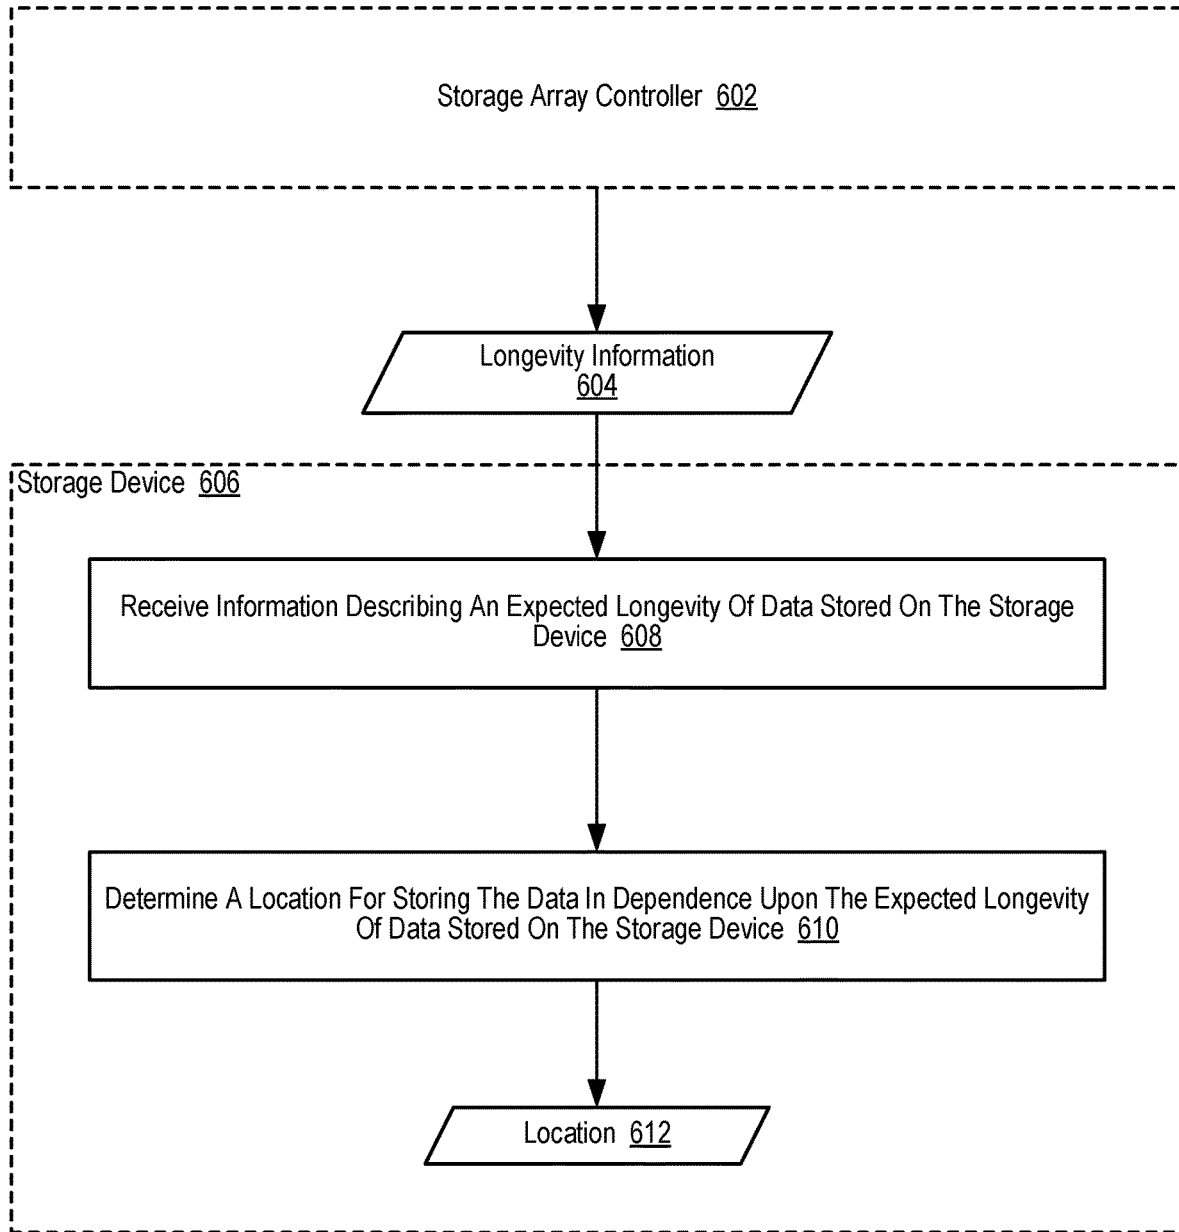 Storage Array Controller 602
Longevity Information
604
Storage Device 606
Receive Information Describing An Expected Longevity Of Data Stored On The Storage
Device 608
Determine A Location For Storing The Data In Dependence Upon The Expected Longevity
Of Data Stored On The Storage Device 610
Location 612